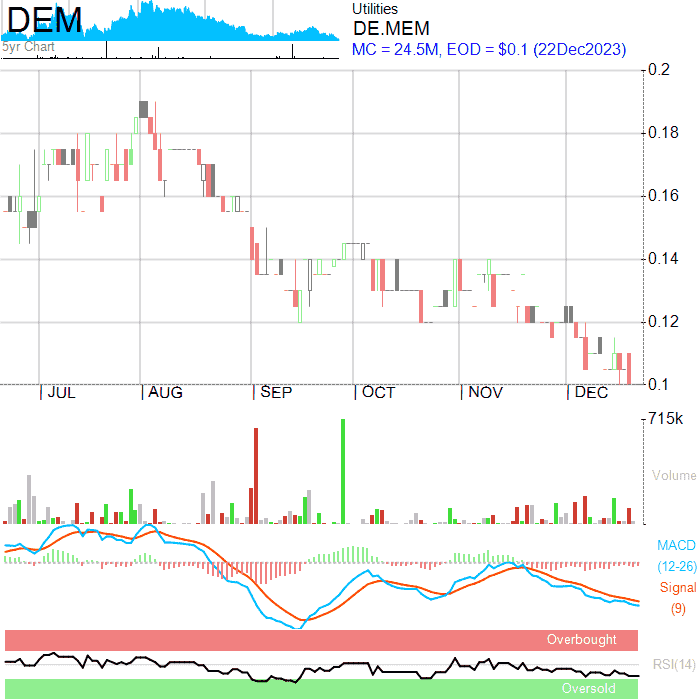 DEM
5yr Chart
Utilities
DE.MEM
MC = 24.5M, EOD = $0.1 (22Dec2023)
0.2
0.18
0.16
0.14
0.12
0.1
JUL AUG SEP OCT NOV DEC
715k
Volume
MACD
(12-26)
Signal
(9)
Overbought
RSI(14)
Oversold